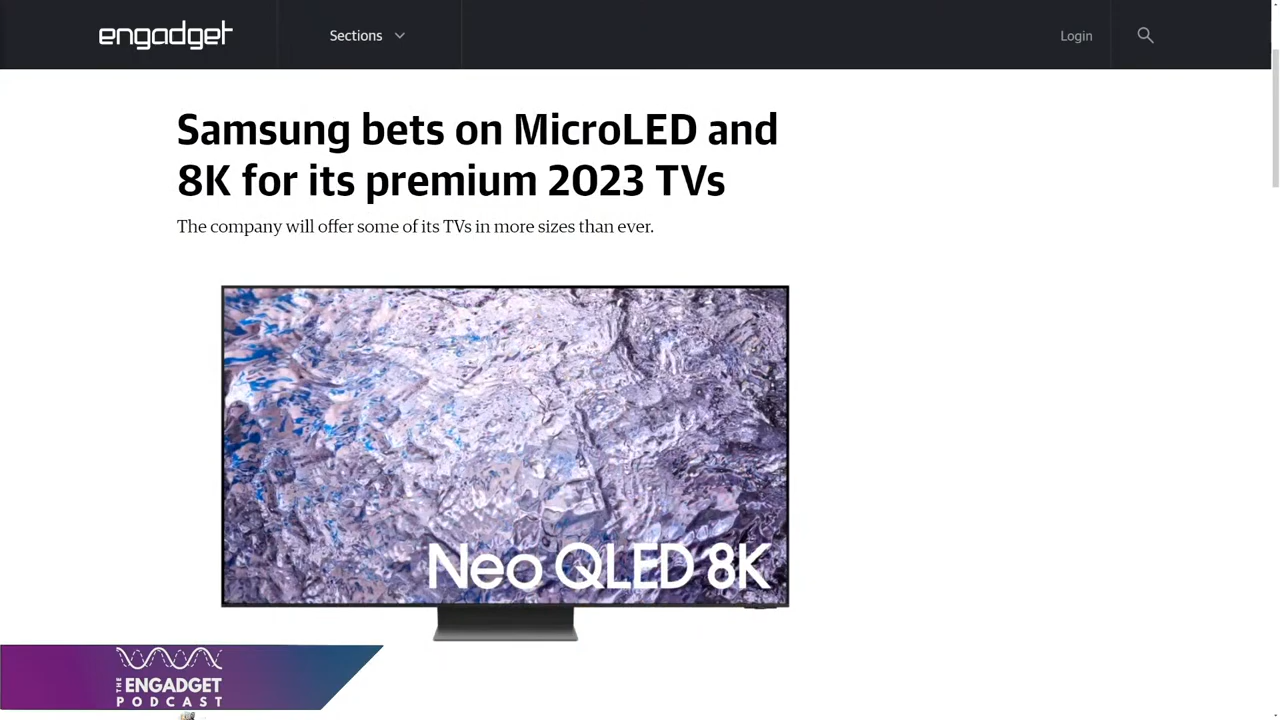 engadget
Sections
Login
Samsung bets on MicroLED and
8K for its premium 2023 TVs
The company will offer some of its TVs in more sizes than ever.
Neo QLED 8K
THE ENGADGET
PODCAST